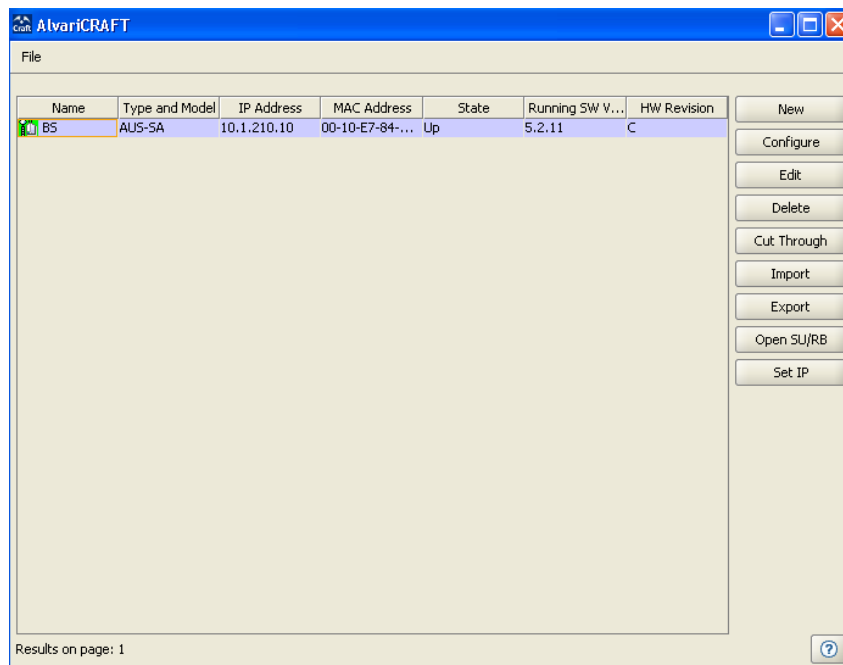 Craft AlvariCRAFT
File
Name Type and Model IP Address MAC Address State Running SW V... HW Revision
BS AUS-SA 10.1.210.10 00-10-E7-84-... Up 5.2.11 C
New
Configure
Edit
Delete
Cut Through
Import
Export
Open SU/RB
Set IP
Results on page: 1
?